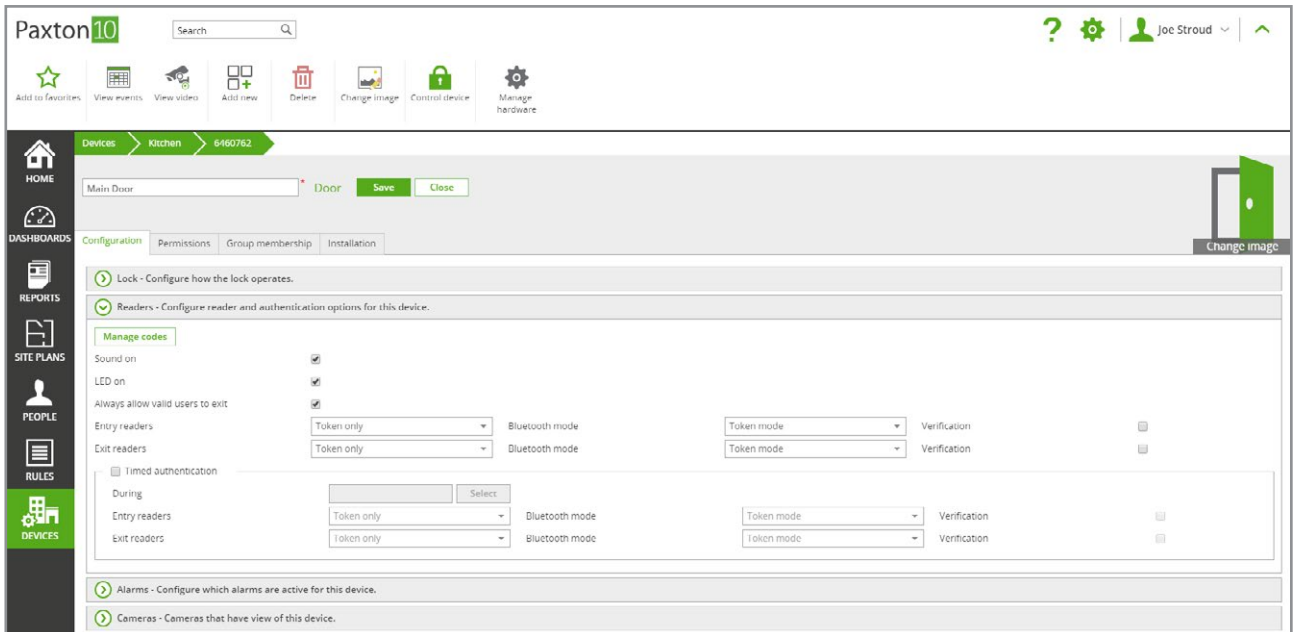 Paxton10
Search
? Joe Stroud
Add to favorites View events View video Add new Delete Change image Control device Manage hardware
HOME
DASHBOARDS
REPORTS
SITE PLANS
PEOPLE
RULES
DEVICES
Devices Kitchen 6460762
Main Door * Door Save Close
Change image
Configuration Permissions Group membership Installation
Lock - Configure how the lock operates.
Readers - Configure reader and authentication options for this device.
Manage codes
Sound on
LED on
Always allow valid users to exit
Entry readers Token only Bluetooth mode Token mode Verification
Exit readers Token only Bluetooth mode Token mode Verification
Timed authentication
During Select
Entry readers Token only Bluetooth mode Token mode Verification
Exit readers Token only Bluetooth mode Token mode Verification
Alarms - Configure which alarms are active for this device.
Cameras - Cameras that have view of this device.